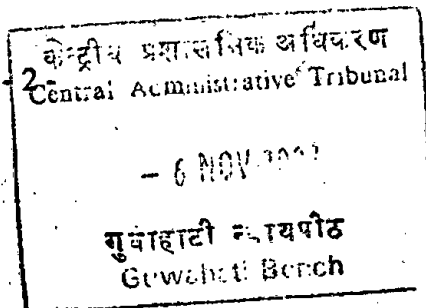 केन्द्रीय प्रशासनिक अधिकरण
-2-
Central Administrative Tribunal
- 6 NOV
गुवाहाटी न्यायपीठ
Guwahati Bench